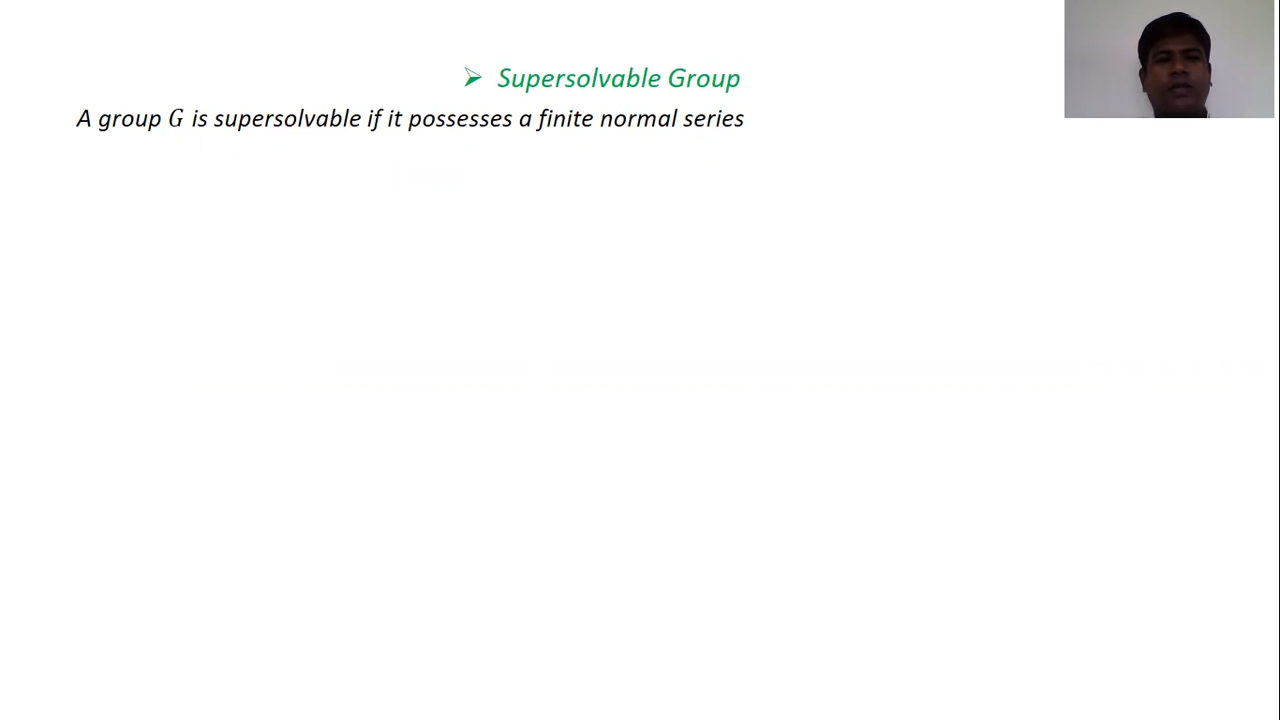 ➢ Supersolvable Group
A group G is supersolvable if it possesses a finite normal series